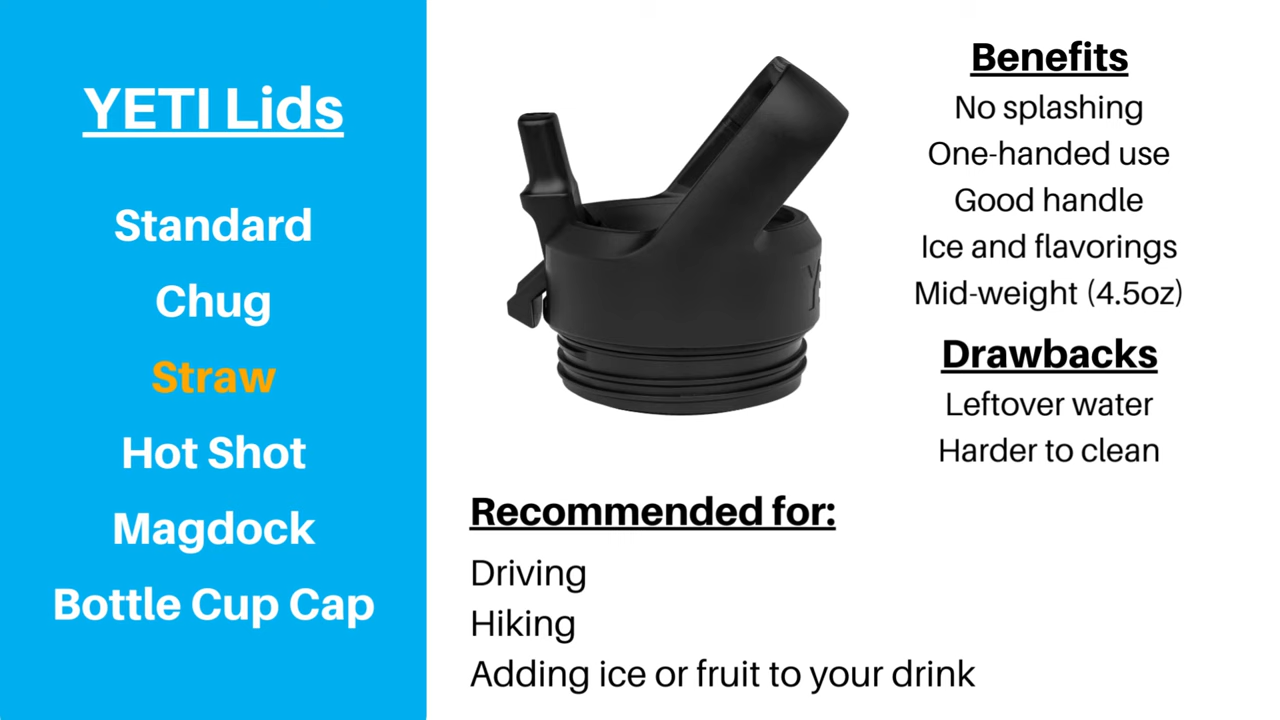 YETI Lids
Standard
Chug
Straw
Hot Shot
Magdock
Bottle Cup Cap
Benefits
No splashing
One-handed use
Good handle
Ice and flavorings
Mid-weight (4.5oz)
Drawbacks
Leftover water
Harder to clean
Recommended for:
Driving
Hiking
Adding ice or fruit to your drink